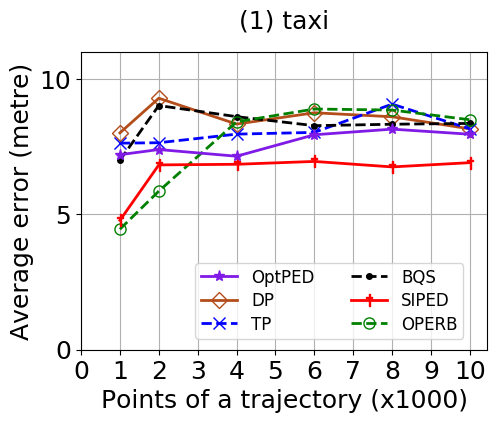 (1) taxi
Average error (metre)
10
5
0
OptPED
DP
TP
BQS
SIPED
OPERB
0 1 2 3 4 5 6 7 8 9 10
Points of a trajectory (x1000)